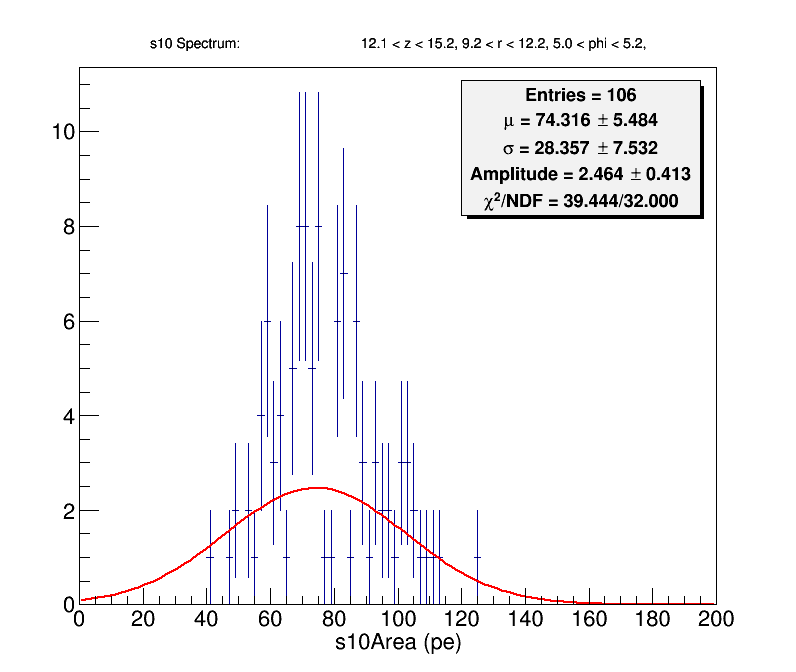 s10 Spectrum: 12.1 < z < 15.2, 9.2 < r < 12.2, 5.0 < phi < 5.2,
Entries = 106
μ = 74.316 ± 5.484
σ = 28.357 ± 7.532
Amplitude = 2.464 ± 0.413
χ²/NDF = 39.444/32.000
10
8
6
4
2
0
0 20 40 60 80 100 120 140 160 180 200
s10Area (pe)